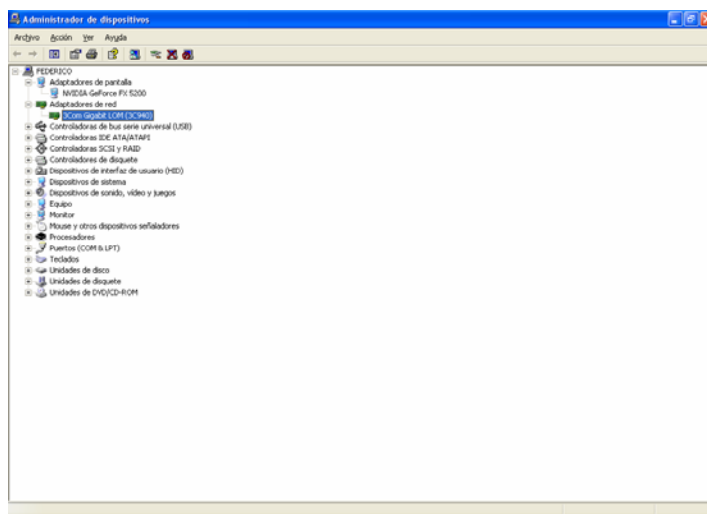 Administrador de dispositivos
Archivo Acción Ver Ayuda
FEDERICO
Adaptadores de pantalla
NVIDIA GeForce FX 5200
Adaptadores de red
3Com Gigabit LOM (3C940)
Controladoras de bus serie universal (USB)
Controladoras IDE ATA/ATAPI
Controladoras SCSI y RAID
Controladores de disquete
Dispositivos de interfaz de usuario (HID)
Dispositivos de sistema
Dispositivos de sonido, vídeo y juegos
Equipo
Monitor
Mouse y otros dispositivos señaladores
Procesadores
Puertos (COM & LPT)
Teclados
Unidades de disco
Unidades de disquete
Unidades de DVD/CD-ROM